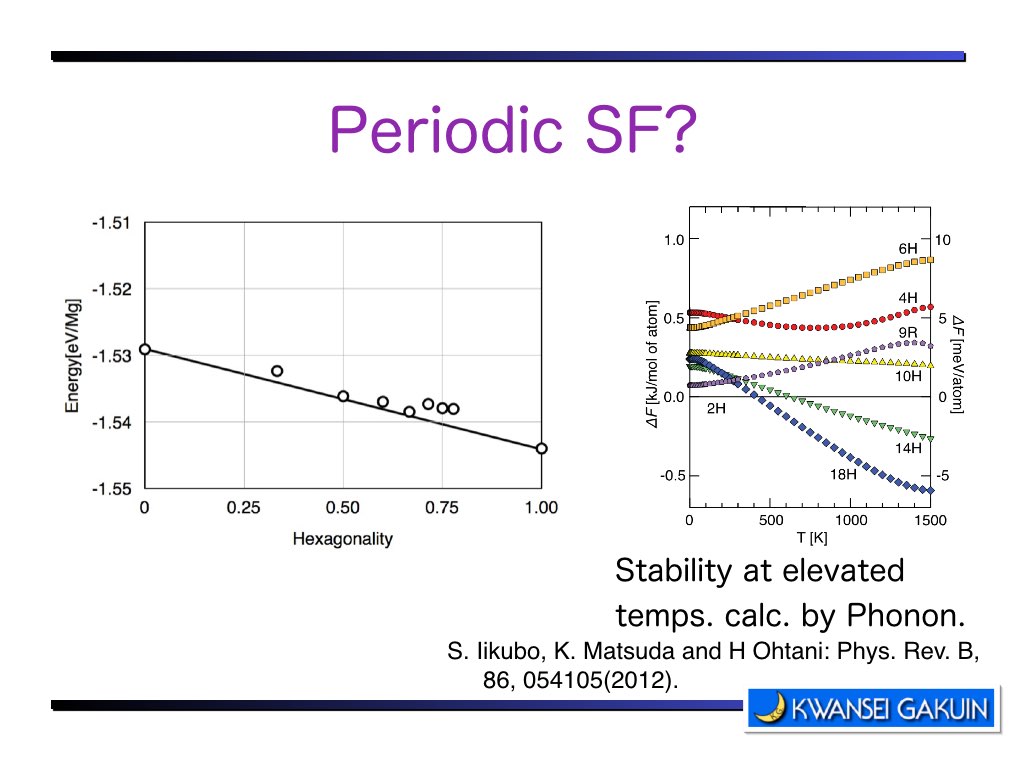 Periodic SF?
-1.51
-1.52
-1.53
-1.54
-1.55
Energy[eV/Mg]
0 0.25 0.50 0.75 1.00
Hexagonality
1.0
0.5
0.0
-0.5
ΔF [kJ/mol of atom]
10
5
0
-5
ΔF [meV/atom]
6H
4H
9R
10H
2H
14H
18H
0 500 1000 1500
T [K]
Stability at elevated
temps. calc. by Phonon.
S. Iikubo, K. Matsuda and H Ohtani: Phys. Rev. B,
86, 054105(2012).
KWANSEI GAKUIN